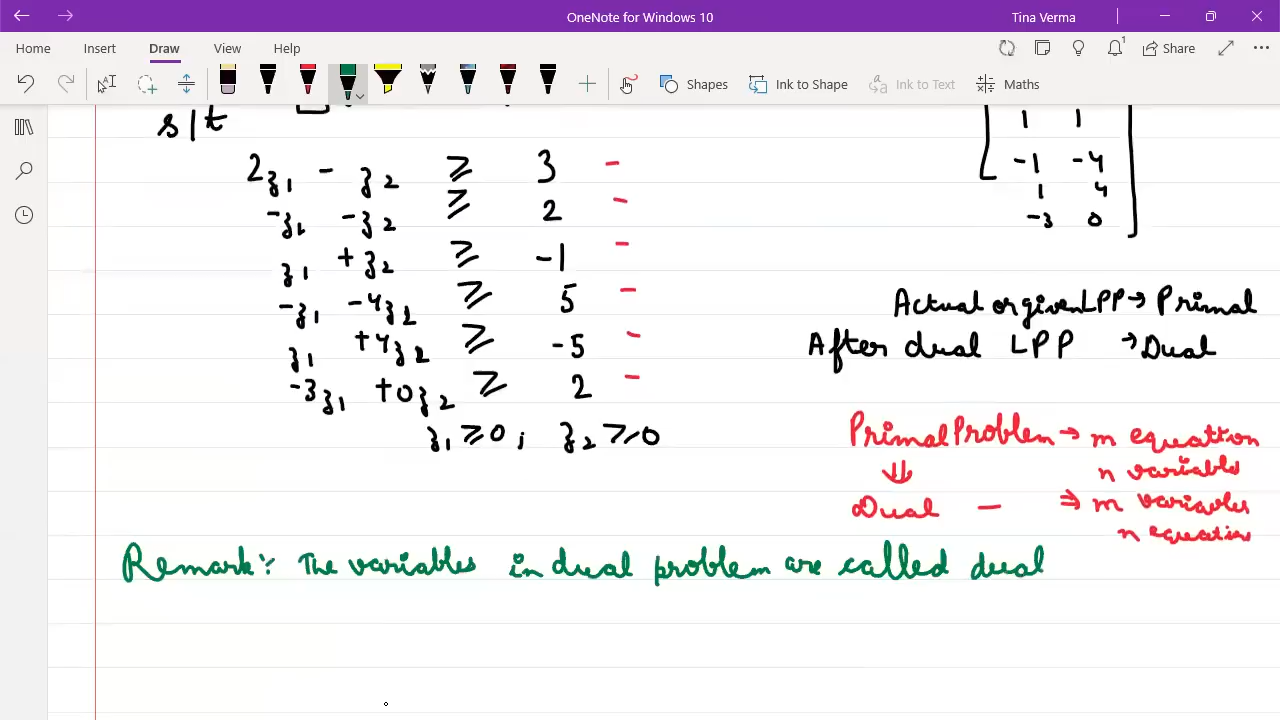 OneNote for Windows 10
Tina Verma
Home Insert Draw View Help
Share
Shapes Ink to Shape Ink to Text Maths
s/t
2z₁ - z₂ ≥ 3 -
-z₁ -z₂ ≥ 2 -
z₁ +z₂ ≥ -1 -
-z₁ -4z₂ ≥ 5 -
z₁ +4z₂ ≥ -5 -
-3z₁ +0z₂ ≥ 2 -
z₁ ≥0, z₂ ≥0
1 1
-1 -4
1 4
-3 0
Actual or given LPP → Primal
After dual LPP → Dual
Primal Problem → m equation
n variable
⇓
Dual - ⇒ m variables
n equations
Remark: The variables in dual problem are called dual